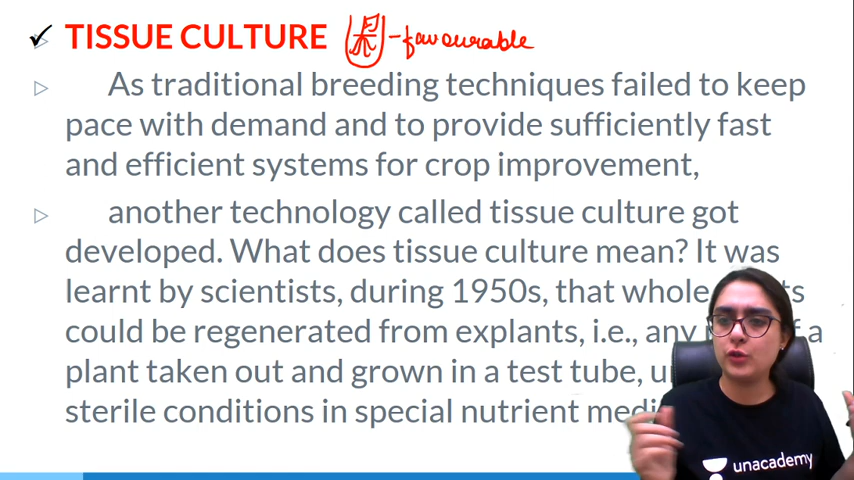 TISSUE CULTURE - favourable
As traditional breeding techniques failed to keep
pace with demand and to provide sufficiently fast
and efficient systems for crop improvement,
another technology called tissue culture got
developed. What does tissue culture mean? It was
learnt by scientists, during 1950s, that whole
could be regenerated from explants, i.e., any a
plant taken out and grown in a test tube,
sterile conditions in special nutrient
unacademy